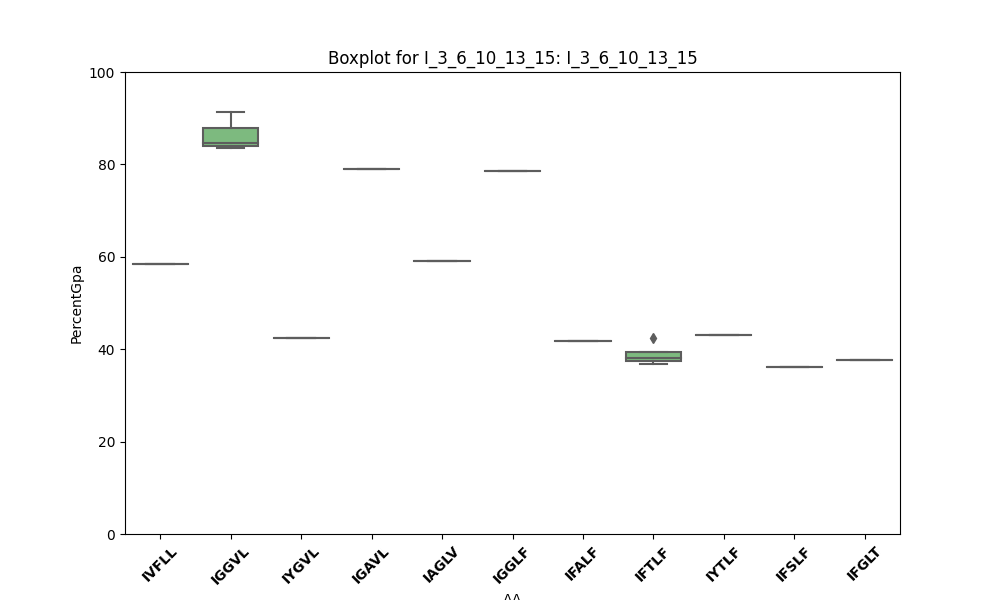 Boxplot for I_3_6_10_13_15: I_3_6_10_13_15
100
80
60
40
20
0
PercentGpa
IVFLL
IGGVL
IYGVL
IGAVL
IAGLV
IGGLF
IFALF
IFTLF
IYTLF
IFSLF
IFGLT
AA